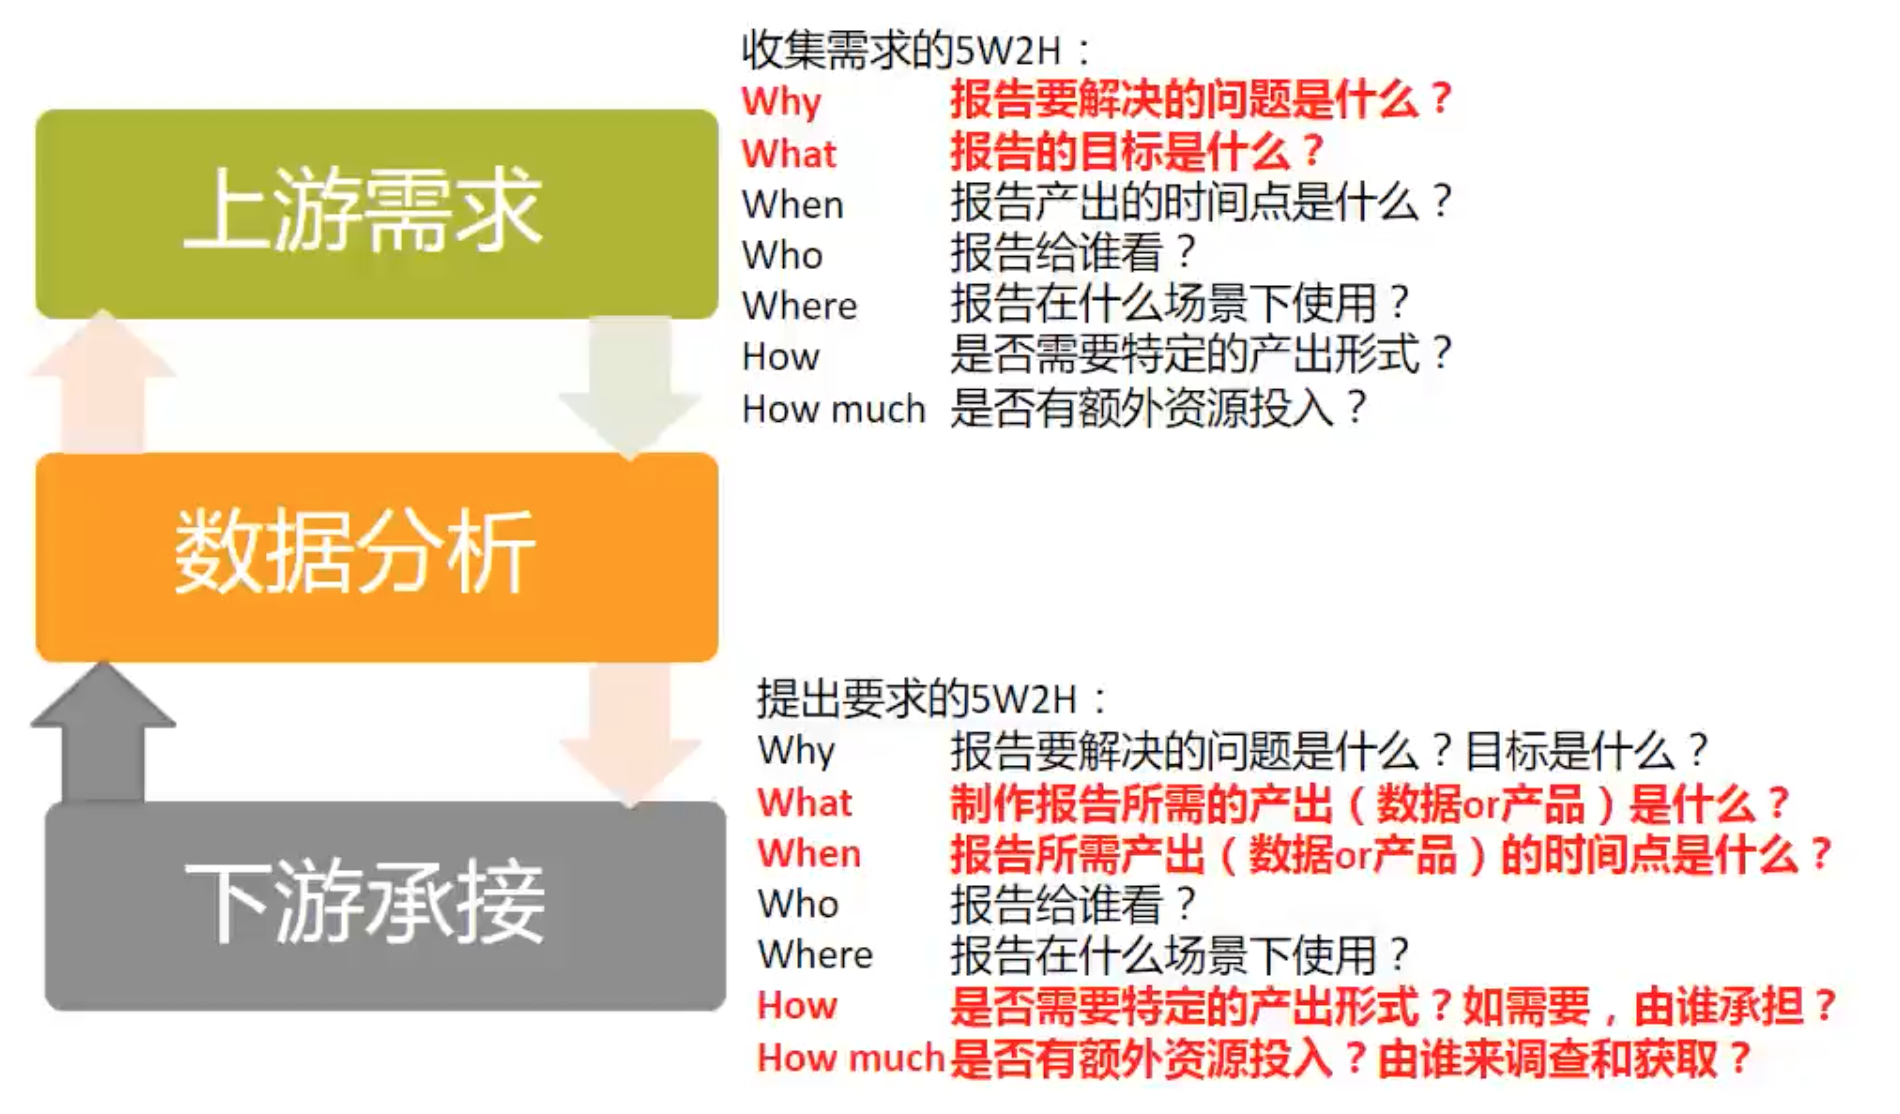 收集需求的5W2H：
Why 报告要解决的问题是什么？
What 报告的目标是什么？
When 报告产出的时间点是什么？
Who 报告给谁看？
Where 报告在什么场景下使用？
How 是否需要特定的产出形式？
How much 是否有额外资源投入？
上游需求
数据分析
下游承接
提出要求的5W2H：
Why 报告要解决的问题是什么？目标是什么？
What 制作报告所需的产出（数据or产品）是什么？
When 报告所需产出（数据or产品）的时间点是什么？
Who 报告给谁看？
Where 报告在什么场景下使用？
How 是否需要特定的产出形式？如需要，由谁承担？
How much 是否有额外资源投入？由谁来调查和获取？